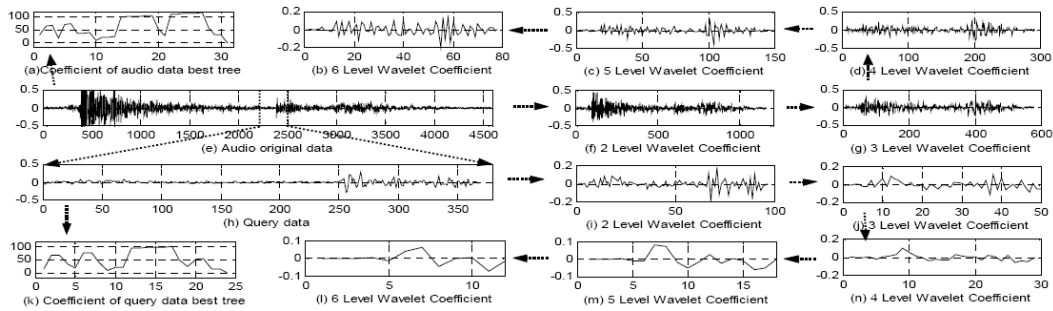 100
50
0
0 10 20 30
(a)Coefficient of audio data best tree
0.2
0
-0.2
0 20 40 60 80
(b) 6 Level Wavelet Coefficient
0.5
0
-0.5
0 50 100 150
(c) 5 Level Wavelet Coefficient
0.5
0
-0.5
0 100 200 300
(d) 4 Level Wavelet Coefficient
0.5
0
-0.5
0 500 1000 1500 2000 2500 3000 3500 4000 4500
(e) Audio original data
0.5
0
-0.5
0 500 1000
(f) 2 Level Wavelet Coefficient
0.5
0
-0.5
0 200 400 600
(g) 3 Level Wavelet Coefficient
0.5
0
-0.5
0 50 100 150 200 250 300 350
(h) Query data
0.2
0
-0.2
0 50 100
(i) 2 Level Wavelet Coefficient
0.2
0
-0.2
0 10 20 30 40 50
(j) 3 Level Wavelet Coefficient
100
50
0
0 5 10 15 20 25
(k) Coefficient of query data best tree
0.1
0
-0.1
0 5 10
(l) 6 Level Wavelet Coefficient
0.1
0
-0.1
0 5 10 15
(m) 5 Level Wavelet Coefficient
0.2
0
-0.2
0 10 20 30
(n) 4 Level Wavelet Coefficient